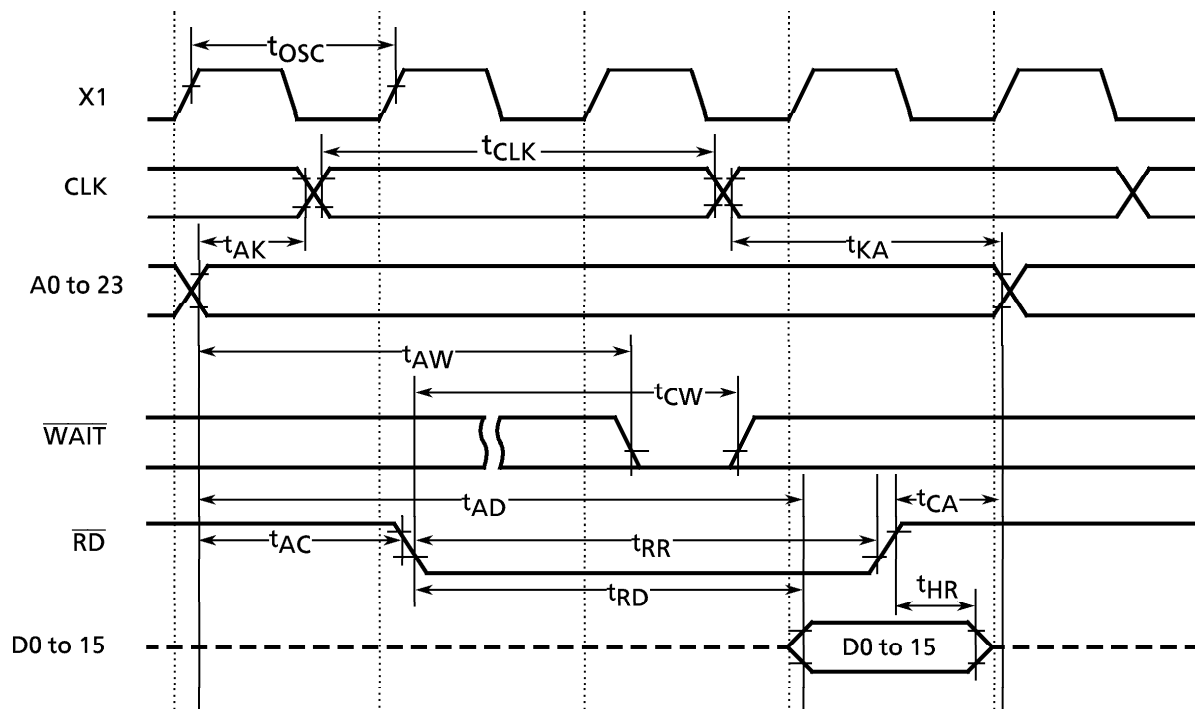 tOSC
X1
tCLK
CLK
tAK
tKA
A0 to 23
tAW
tCW
WAIT
tAD
tCA
RD
tAC
tRR
tRD
tHR
D0 to 15
D0 to 15